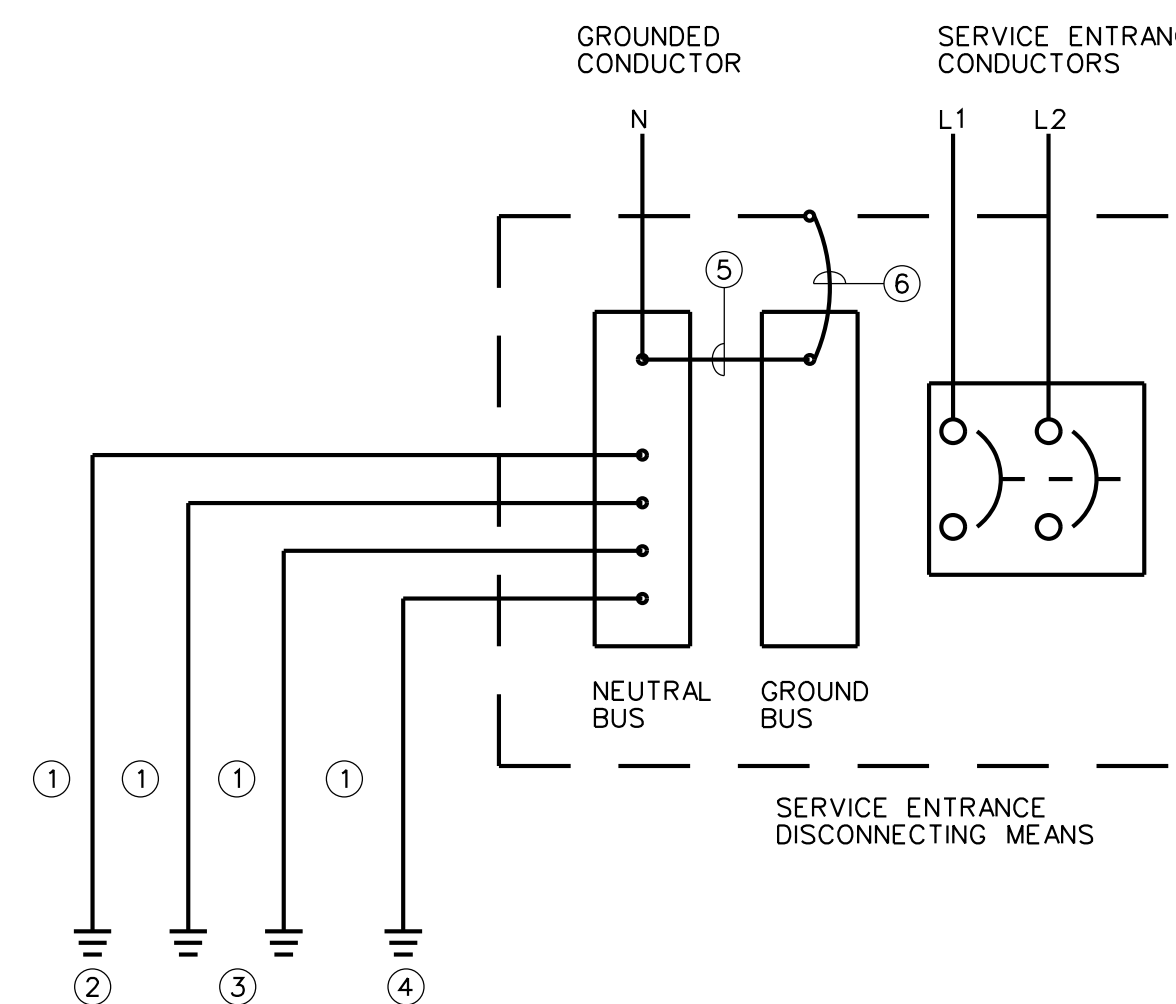 GROUNDED
CONDUCTOR
SERVICE ENTRAN
CONDUCTORS
N
L1
L2
5
6
NEUTRAL
BUS
GROUND
BUS
1
1
1
1
SERVICE ENTRANCE
DISCONNECTING MEANS
2
3
4